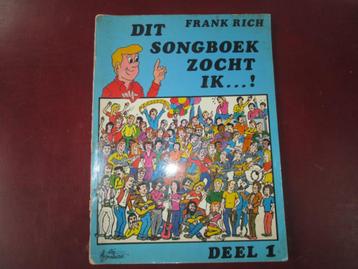 FRANK RICH
DIT
SONGBOEK
ZOCHT
IK...!
DEEL 1